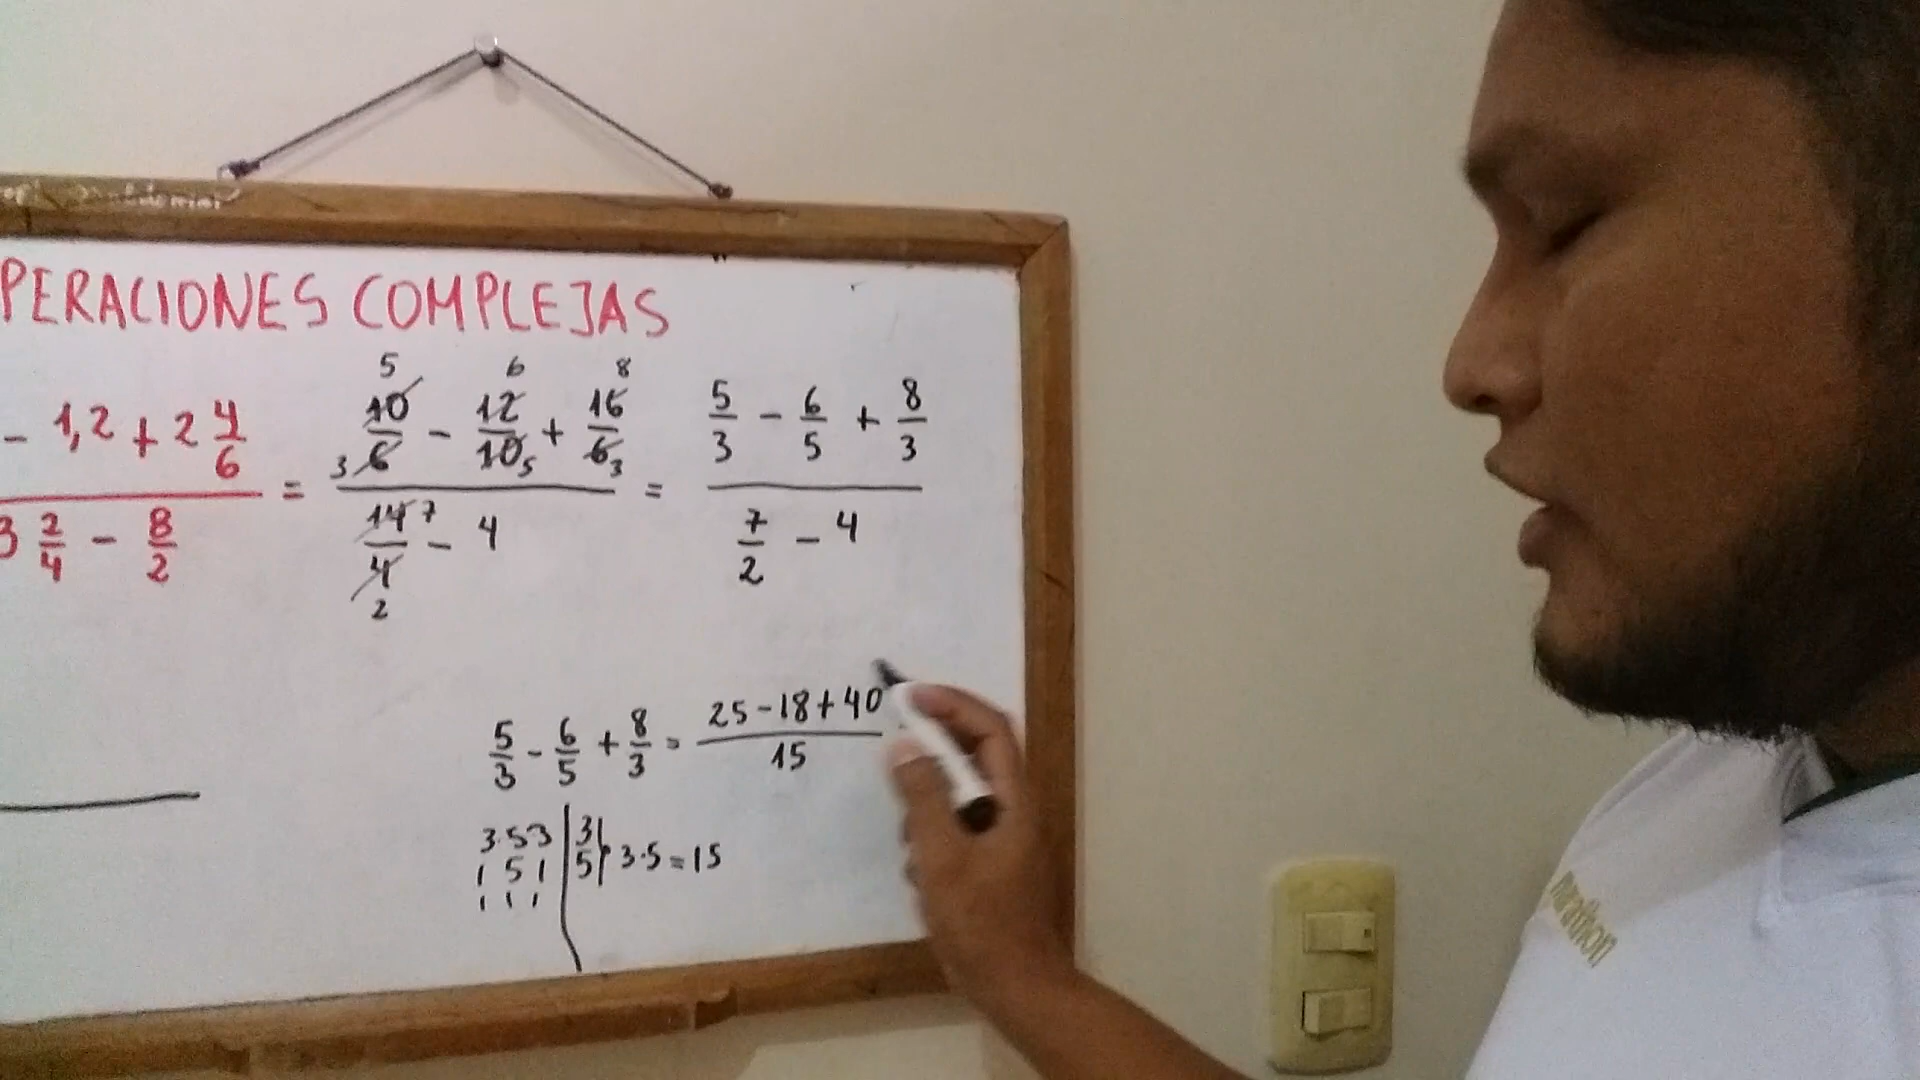 PERACIONES COMPLEJAS
- 1,2 + 2 4/6 = 10/6 - 12/10 + 16/6 = 5/3 - 6/5 + 8/3
5 6 8
3 5 3
3 2/4 - 8/2 14/4 - 4 7/2 - 4
7
2
5/3 - 6/5 + 8/3 = 25-18+40
15
3·53 | 3
1 5 1 | 5 3·5=15
1 1 1
marathon